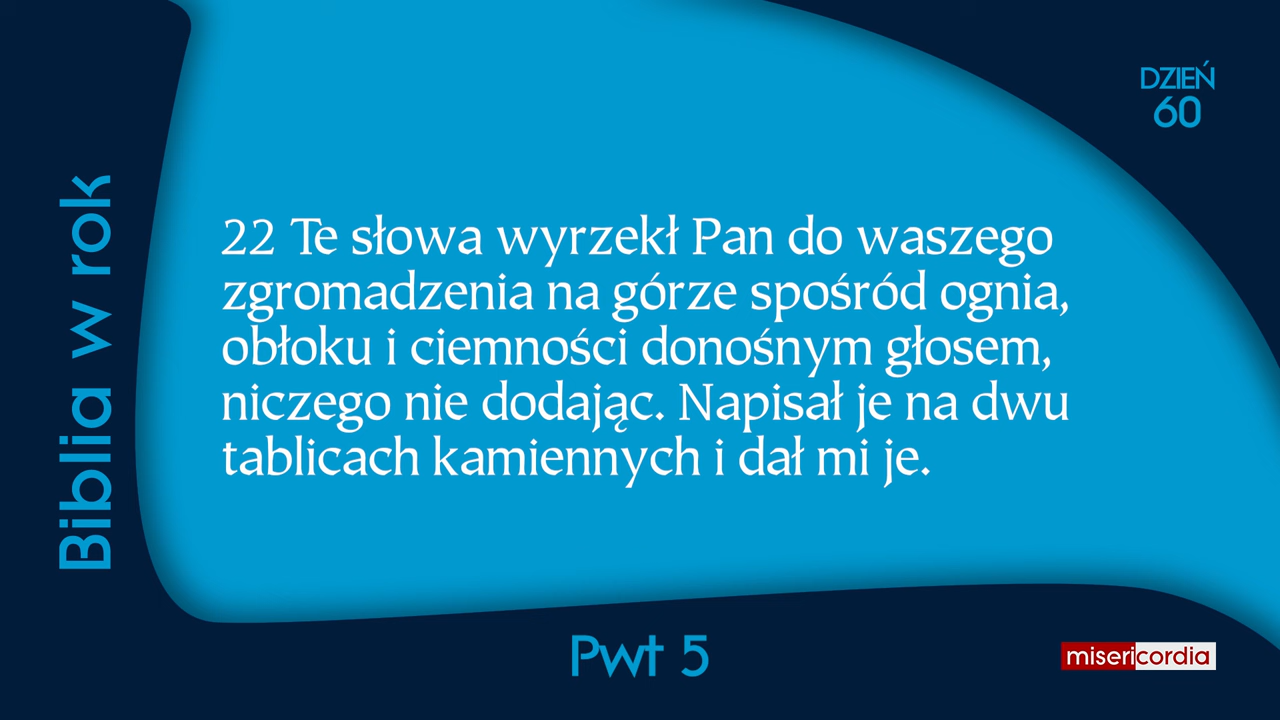 DZIEŃ
60
Biblia w rok
22 Te słowa wyrzekł Pan do waszego
zgromadzenia na górze spośród ognia,
obłoku i ciemności donośnym głosem,
niczego nie dodając. Napisał je na dwu
tablicach kamiennych i dał mi je.
Pwt 5
misericordia